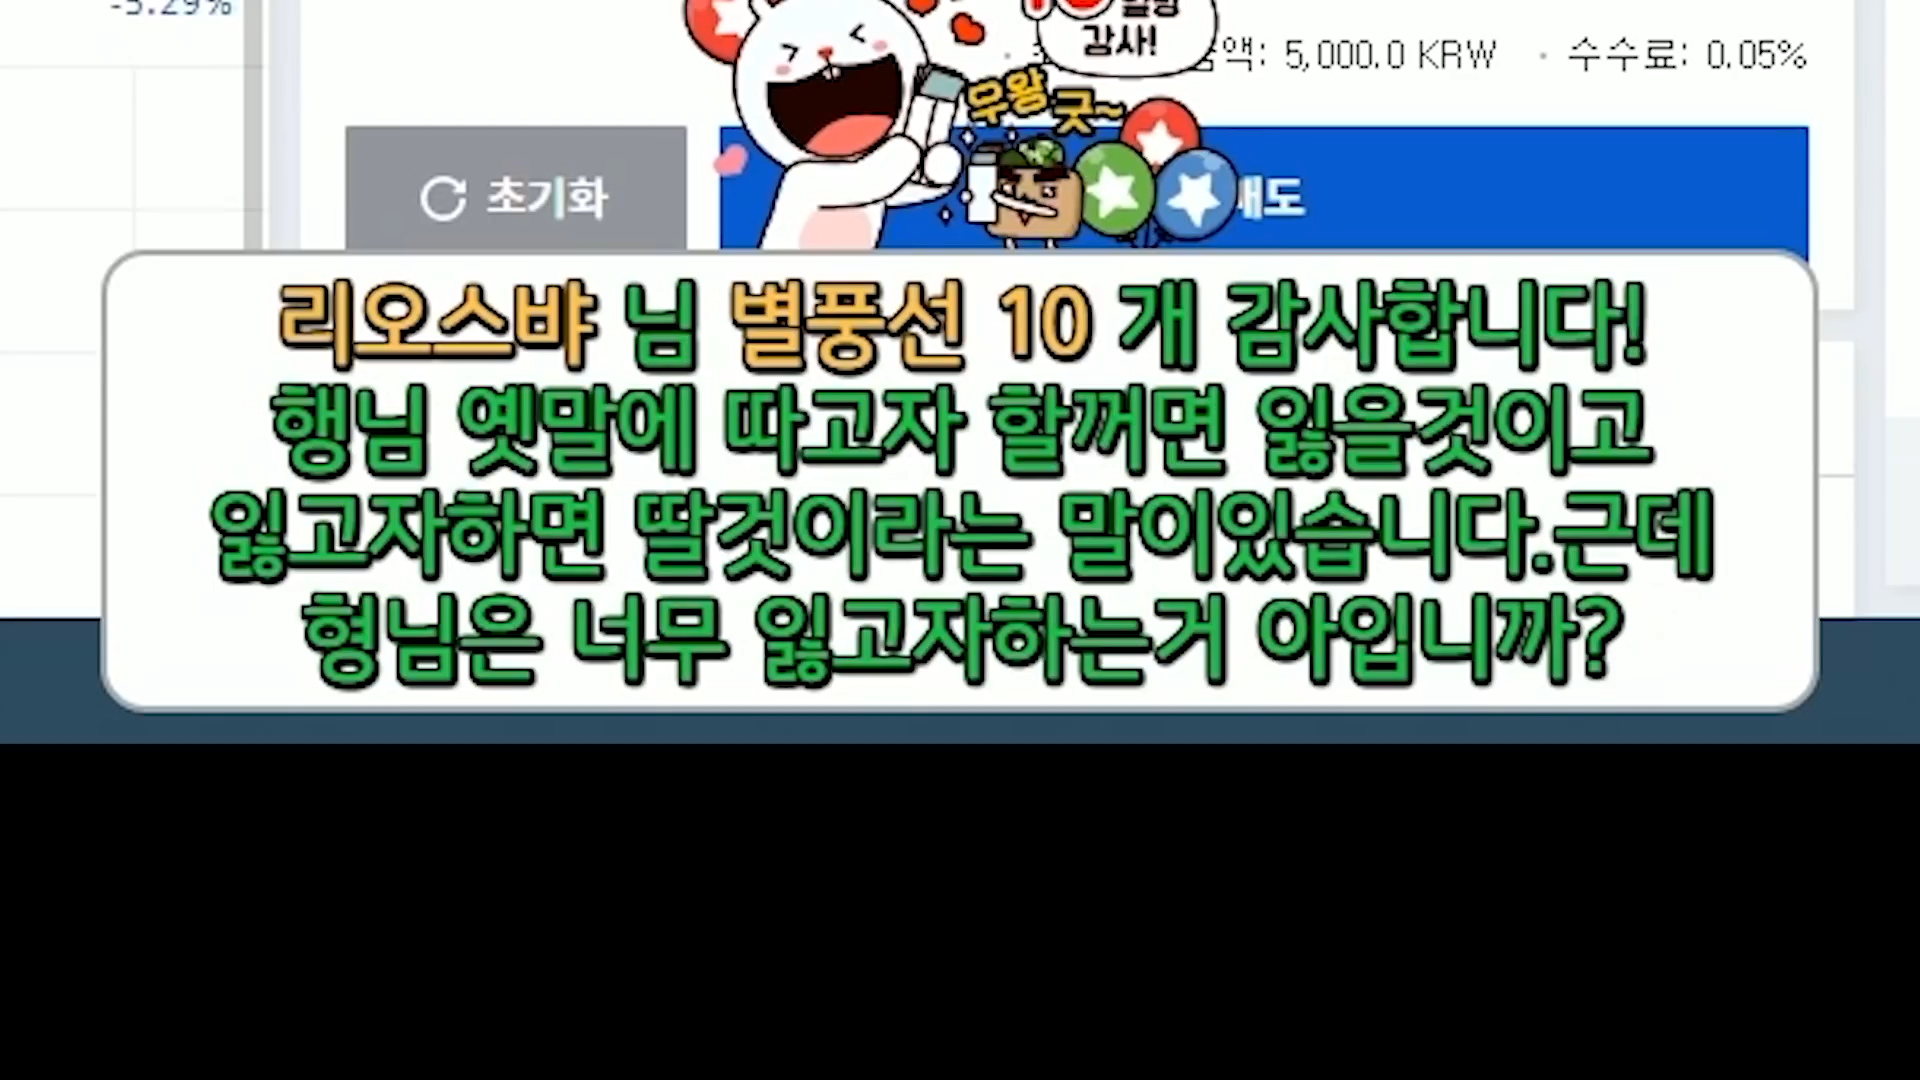 -5.29%
감사!
액: 5,000.0 KRW · 수수료: 0.05%
무왕 굿~
초기화
매도
리오스뱌 님 별풍선 10 개 감사합니다!
행님 옛말에 따고자 할꺼면 잃을것이고
잃고자하면 딸것이라는 말이있습니다.근데
형님은 너무 잃고자하는거 아입니까?